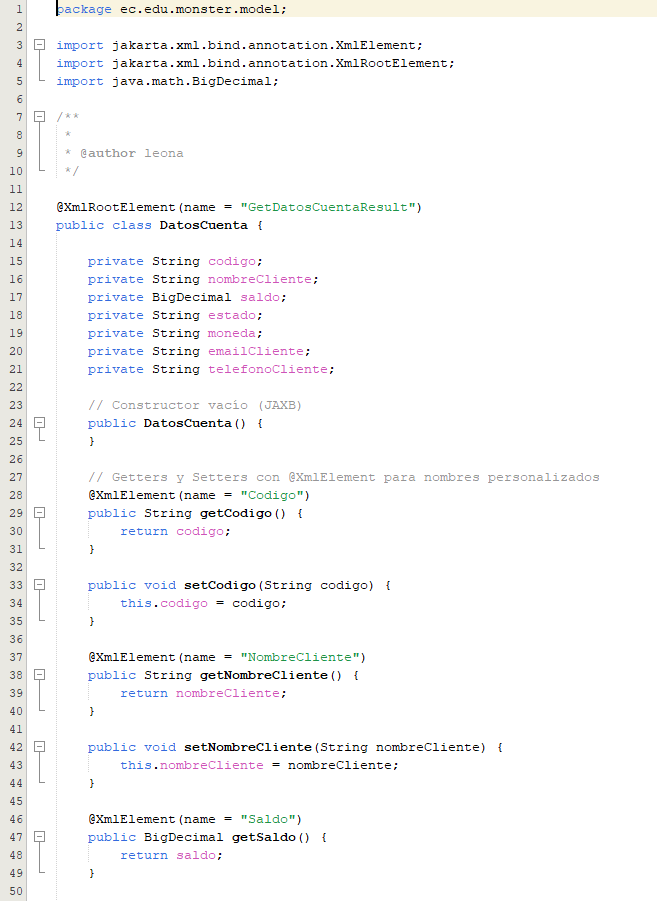 1 package ec.edu.monster.model;
2
3 import jakarta.xml.bind.annotation.XmlElement;
4 import jakarta.xml.bind.annotation.XmlRootElement;
5 import java.math.BigDecimal;
6
7 /**
8  *
9  * @author leona
10  */
11
12 @XmlRootElement(name = "GetDatosCuentaResult")
13 public class DatosCuenta {
14
15     private String codigo;
16     private String nombreCliente;
17     private BigDecimal saldo;
18     private String estado;
19     private String moneda;
20     private String emailCliente;
21     private String telefonoCliente;
22
23     // Constructor vacío (JAXB)
24     public DatosCuenta() {
25     }
26
27     // Getters y Setters con @XmlElement para nombres personalizados
28     @XmlElement(name = "Codigo")
29     public String getCodigo() {
30         return codigo;
31     }
32
33     public void setCodigo(String codigo) {
34         this.codigo = codigo;
35     }
36
37     @XmlElement(name = "NombreCliente")
38     public String getNombreCliente() {
39         return nombreCliente;
40     }
41
42     public void setNombreCliente(String nombreCliente) {
43         this.nombreCliente = nombreCliente;
44     }
45
46     @XmlElement(name = "Saldo")
47     public BigDecimal getSaldo() {
48         return saldo;
49     }
50